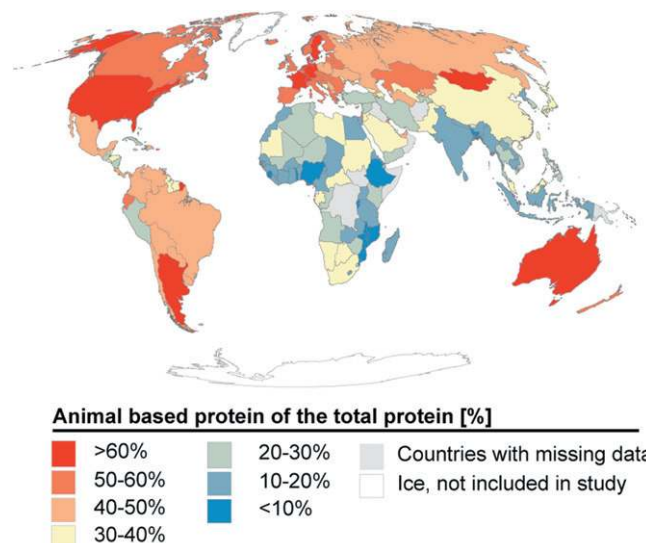 Animal based protein of the total protein [%]
>60%
50-60%
40-50%
30-40%
20-30%
10-20%
<10%
Countries with missing data
Ice, not included in study